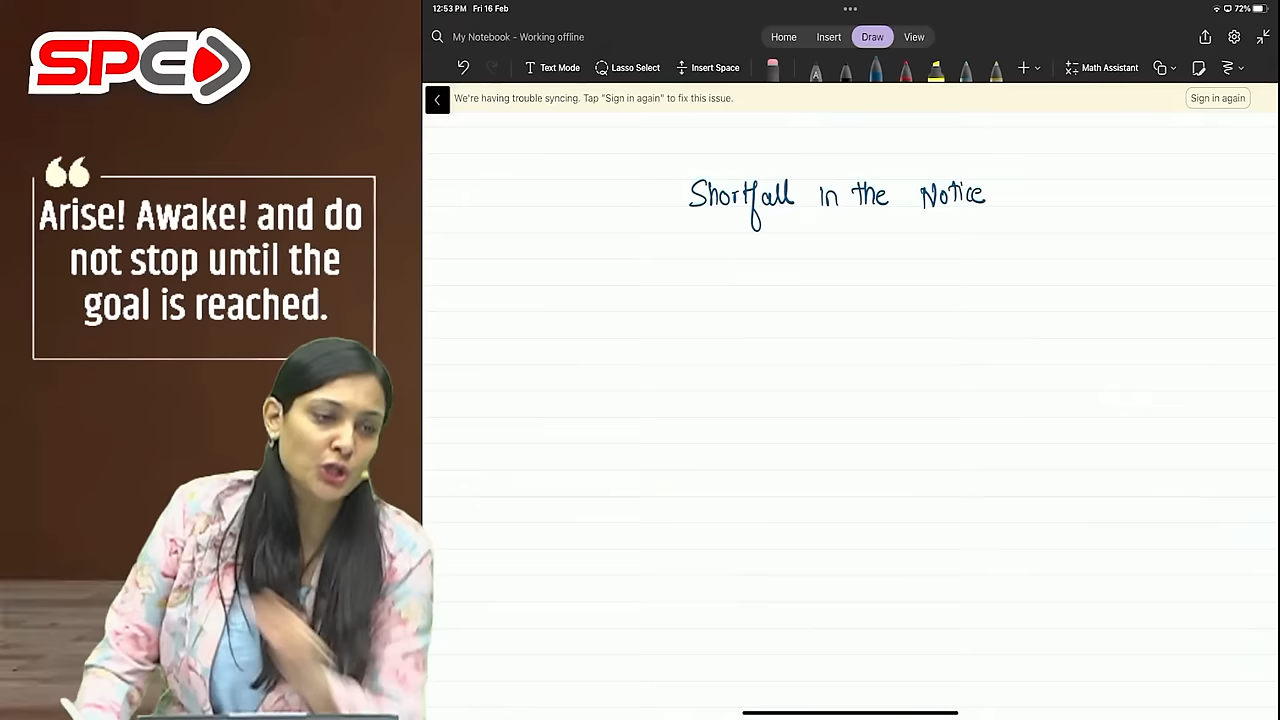 12:53 PM Fri 16 Feb
72%
My Notebook - Working offline
Home Insert Draw View
Text Mode Lasso Select Insert Space Math Assistant
We're having trouble syncing. Tap "Sign in again" to fix this issue.
Sign in again
SPE
Arise! Awake! and do
not stop until the
goal is reached.
Shortfall in the Notice